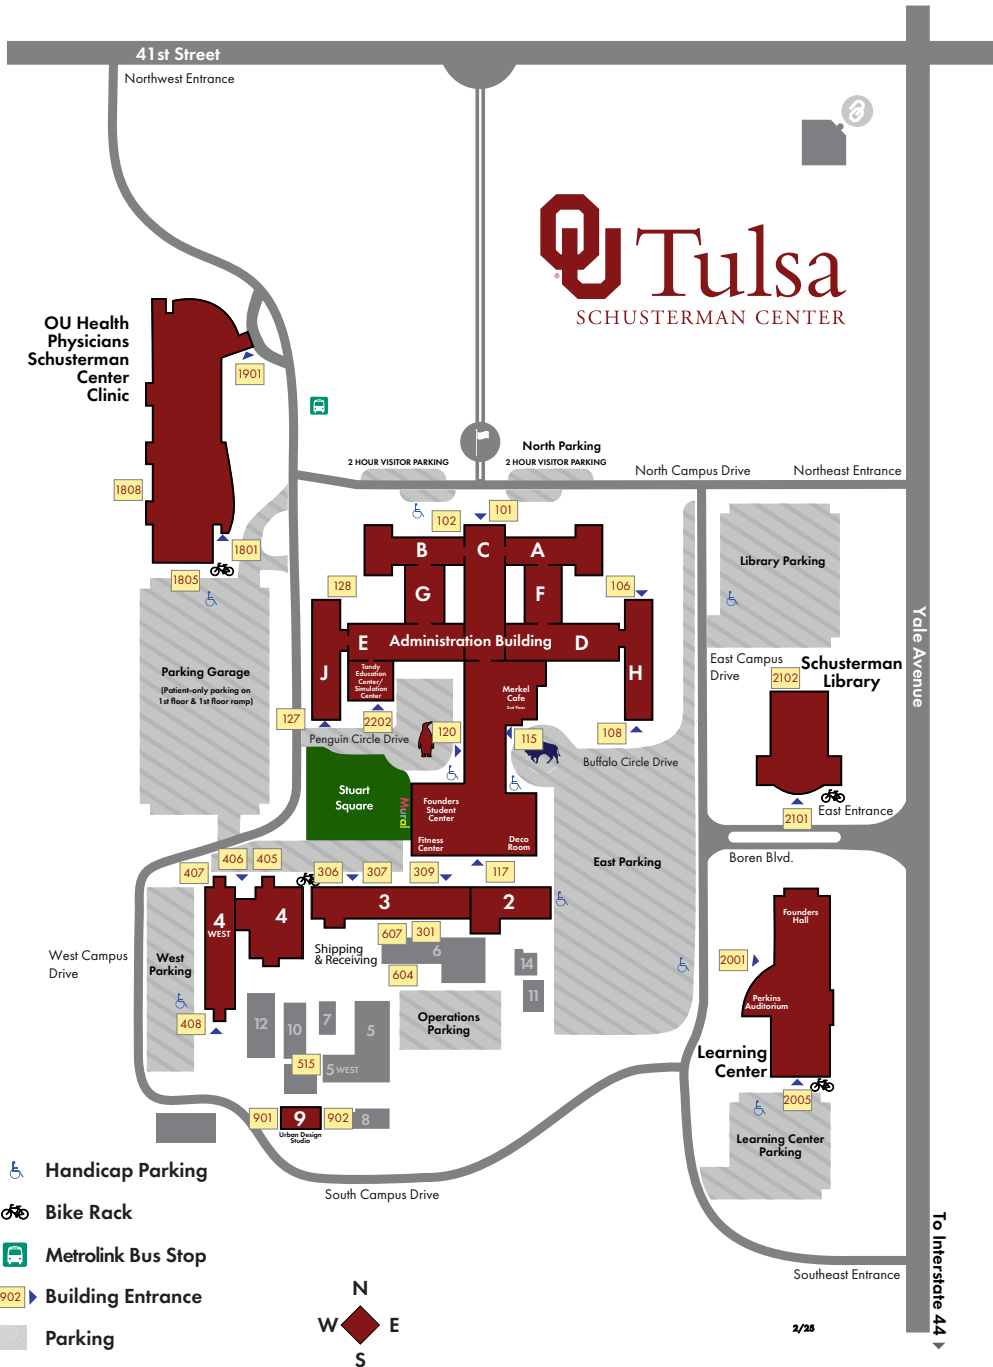 41st Street
Northwest Entrance
OU Tulsa
®
SCHUSTERMAN CENTER
OU Health
Physicians
Schusterman
Center
Clinic
1901
North Parking
2 HOUR VISITOR PARKING
2 HOUR VISITOR PARKING
North Campus Drive
Northeast Entrance
1808
102
101
1801
1805
B
C
A
Library Parking
128
106
G
F
Yale Avenue
E
Administration Building
D
Parking Garage
(Patient-only parking on
1st floor & 1st floor ramp)
J
Tandy
Education
Center/
Simulation
Center
Merkel
Cafe
2nd Floor
H
East Campus
Drive
2102
Schusterman
Library
127
2202
120
115
108
Penguin Circle Drive
Buffalo Circle Drive
Stuart
Square
Mural
Founders
Student
Center
Fitness
Center
Deco
Room
2101
East Entrance
East Parking
Boren Blvd.
407
406
405
306
307
309
117
4
WEST
4
3
2
Founders
Hall
West Campus
Drive
West
Parking
Shipping
& Receiving
607
301
6
604
14
11
2001
Perkins
Auditorium
408
12
10
7
5
Operations
Parking
515
5 WEST
Learning
Center
2005
901
9
902
8
Urban Design
Studio
Learning Center
Parking
South Campus Drive
Handicap Parking
Bike Rack
Metrolink Bus Stop
902
Building Entrance
Parking
N
W
E
S
Southeast Entrance
To Interstate 44
2/25